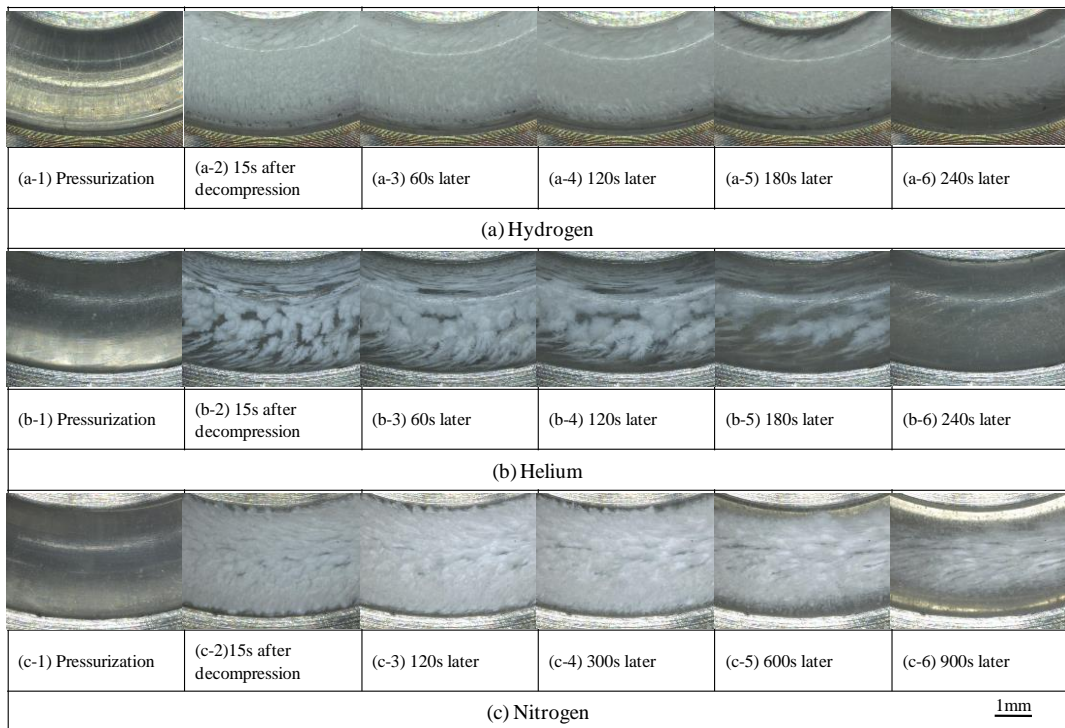 (a-1) Pressurization
(a-2) 15s after
decompression
(a-3) 60s later
(a-4) 120s later
(a-5) 180s later
(a-6) 240s later
(a) Hydrogen
(b-1) Pressurization
(b-2) 15s after
decompression
(b-3) 60s later
(b-4) 120s later
(b-5) 180s later
(b-6) 240s later
(b) Helium
(c-1) Pressurization
(c-2)15s after
decompression
(c-3) 120s later
(c-4) 300s later
(c-5) 600s later
(c-6) 900s later
(c) Nitrogen
1mm